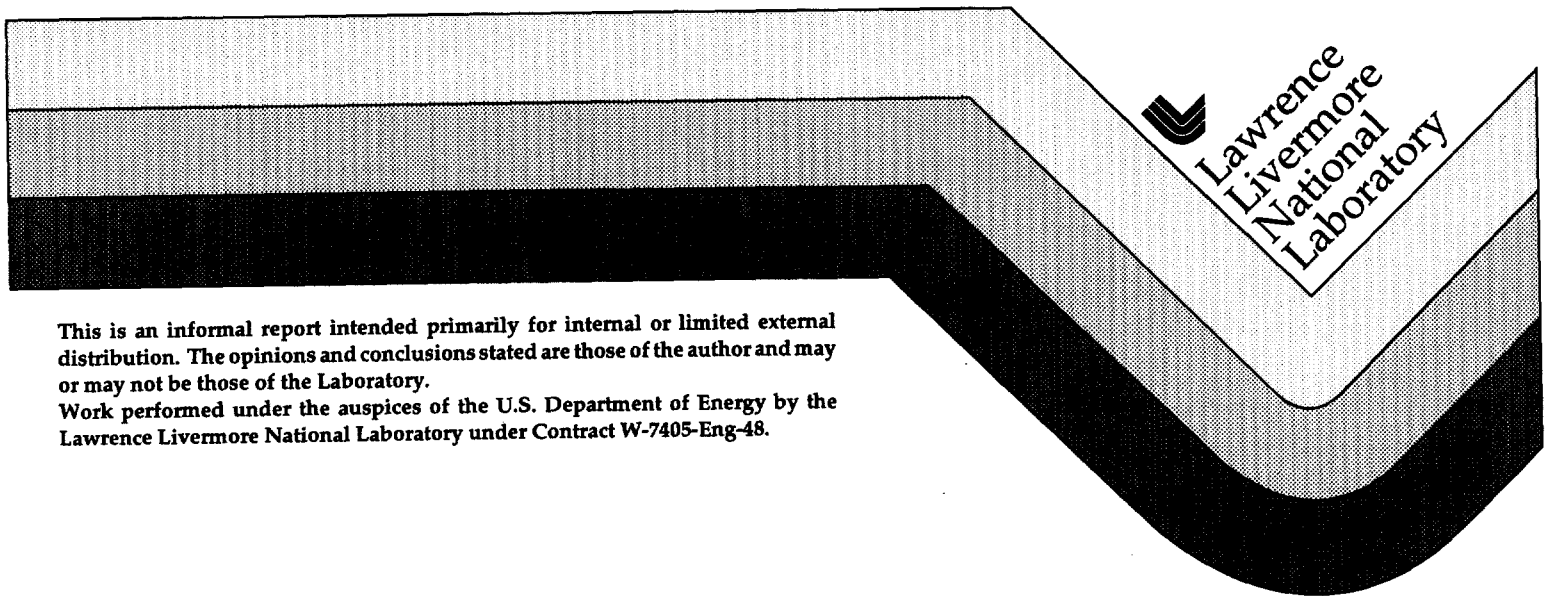 Lawrence
Livermore
National
Laboratory
This is an informal report intended primarily for internal or limited external
distribution. The opinions and conclusions stated are those of the author and may
or may not be those of the Laboratory.
Work performed under the auspices of the U.S. Department of Energy by the
Lawrence Livermore National Laboratory under Contract W-7405-Eng-48.